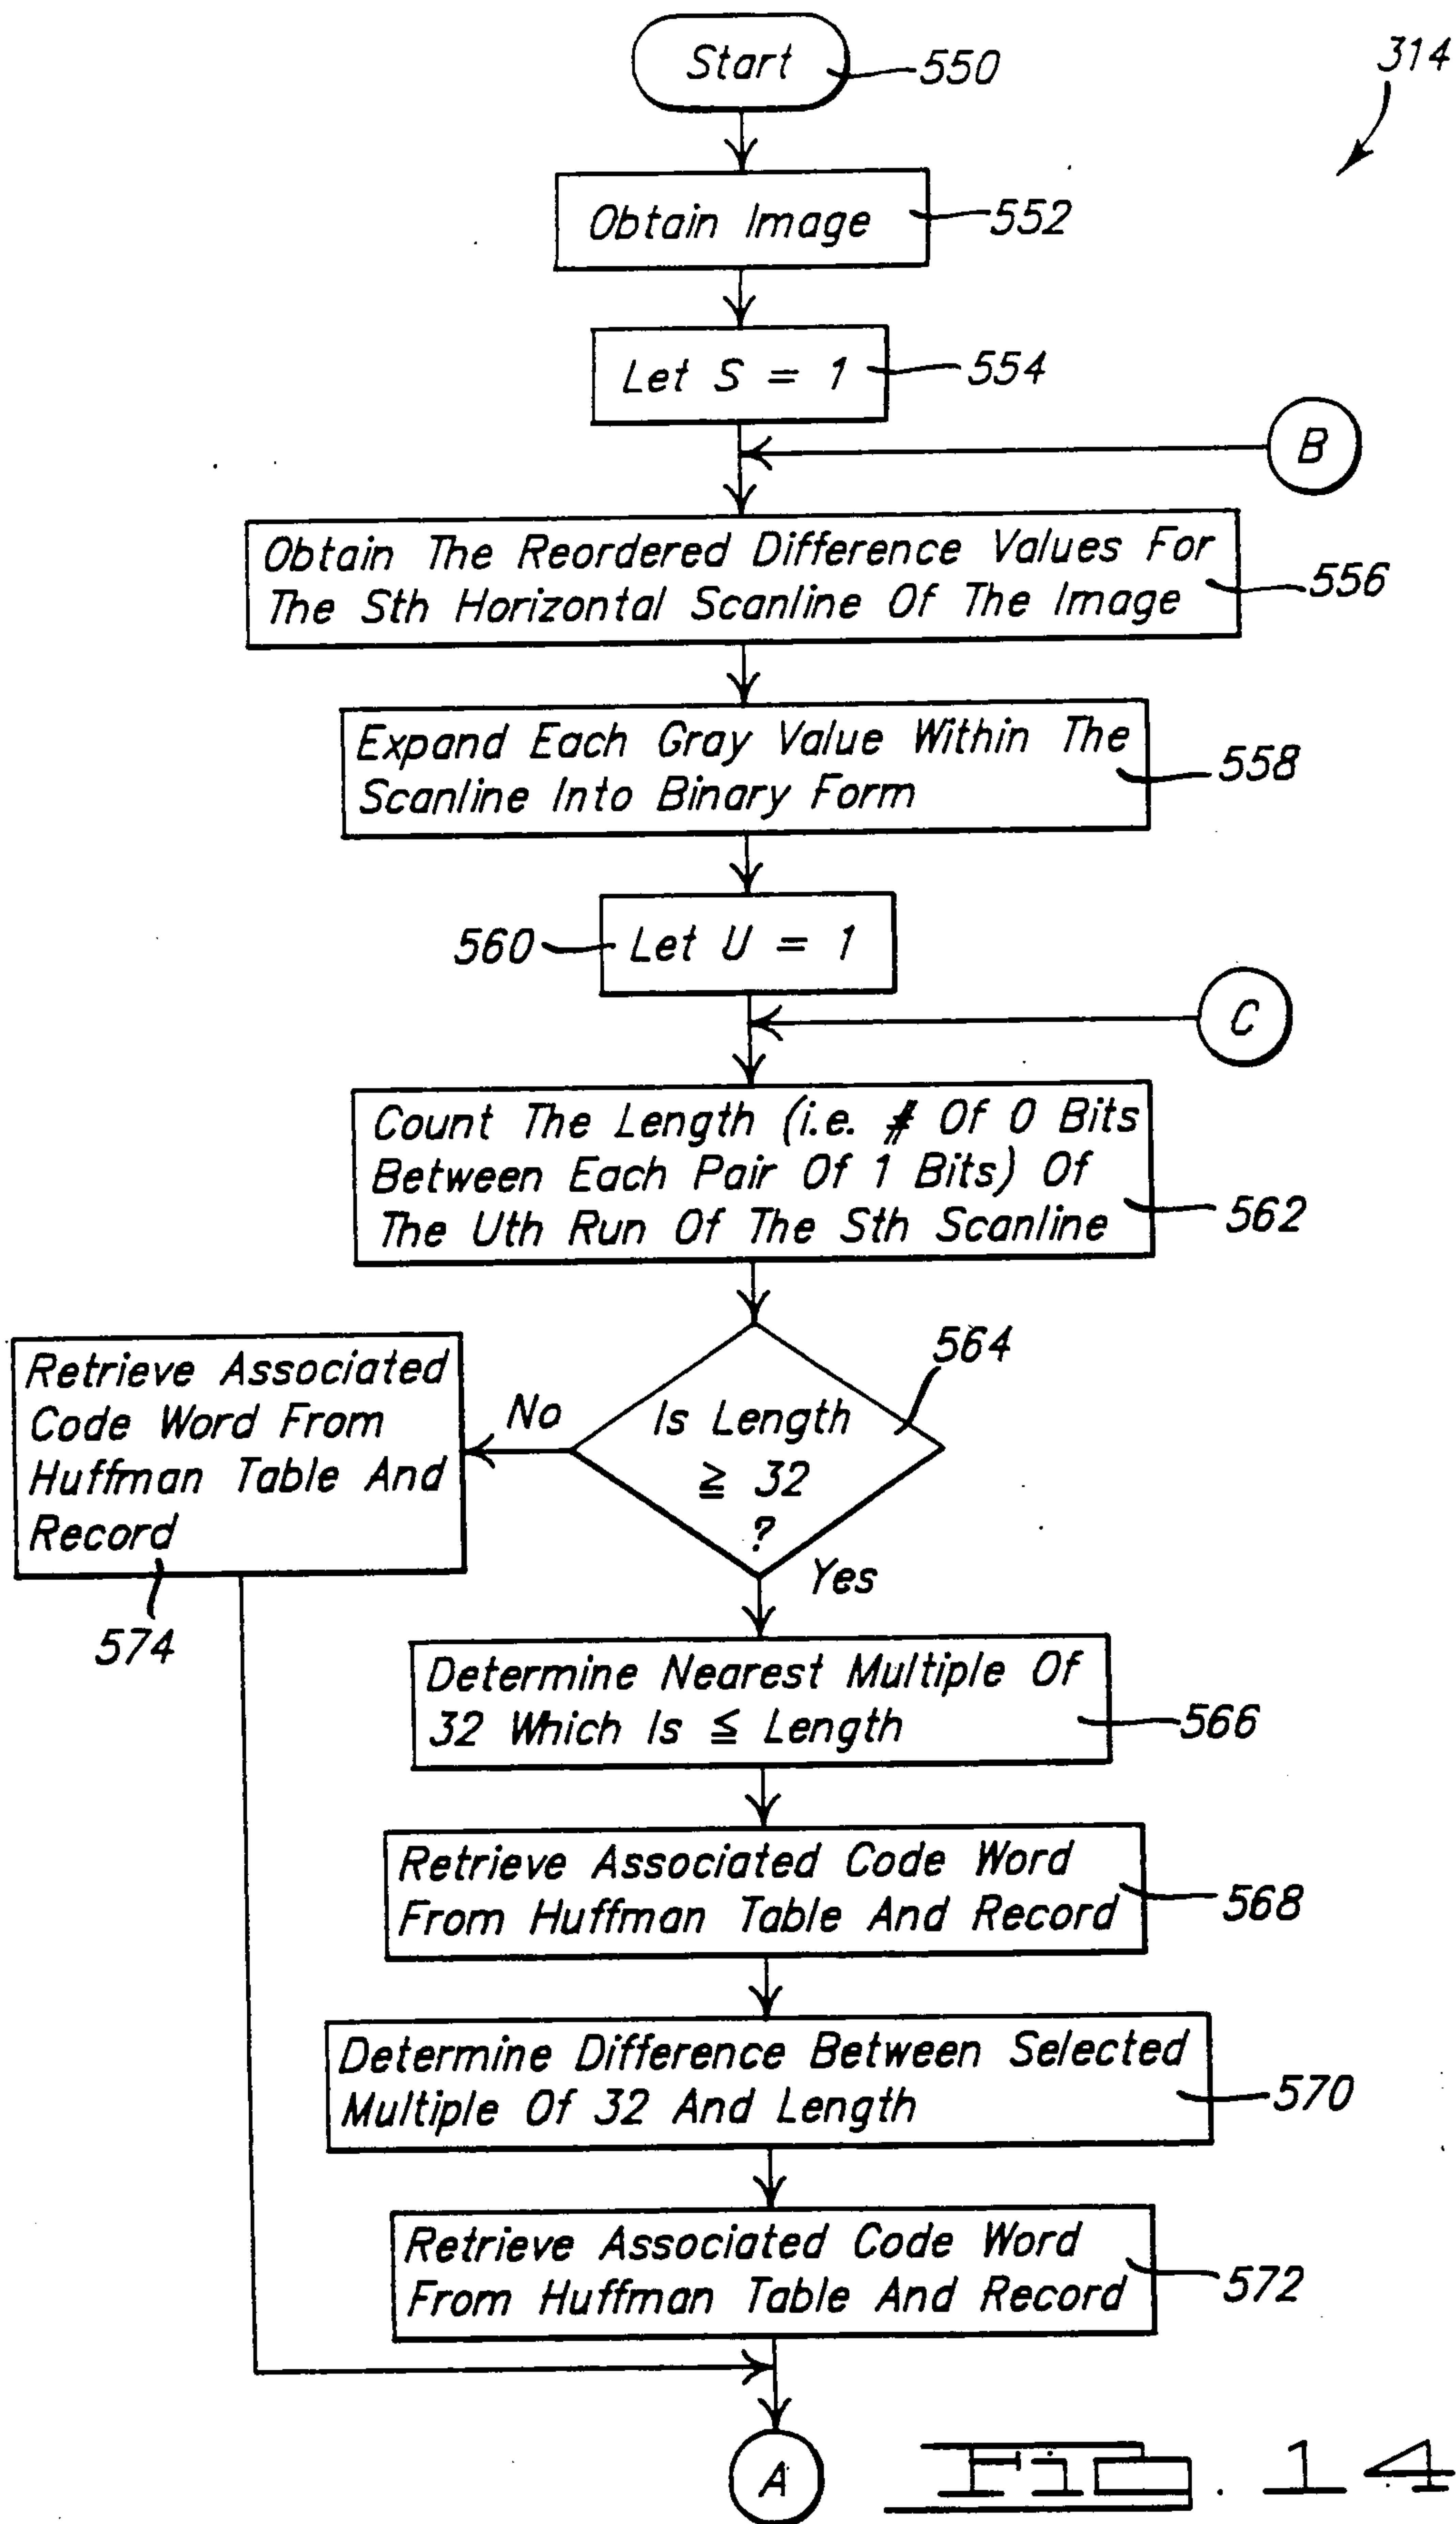 314
Start
550
Obtain Image
552
Let S = 1
554
B
Obtain The Reordered Difference Values For
The Sth Horizontal Scanline Of The Image
556
Expand Each Gray Value Within The
Scanline Into Binary Form
558
560
Let U = 1
C
Count The Length (i.e. # Of 0 Bits
Between Each Pair Of 1 Bits) Of
The Uth Run Of The Sth Scanline
562
564
Is Length
≧ 32
?
No
Yes
Retrieve Associated
Code Word From
Huffman Table And
Record
574
Determine Nearest Multiple Of
32 Which Is ≦ Length
566
Retrieve Associated Code Word
From Huffman Table And Record
568
Determine Difference Between Selected
Multiple Of 32 And Length
570
Retrieve Associated Code Word
From Huffman Table And Record
572
A
FIG. 14